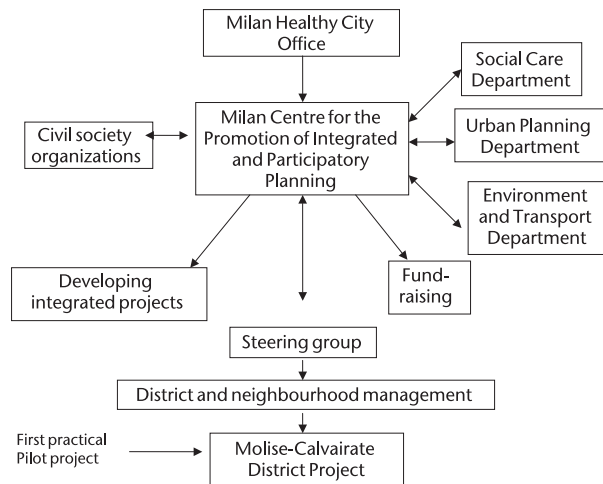 Milan Healthy City
Office
Social Care
Department
Civil society
organizations
Milan Centre for the
Promotion of Integrated
and Participatory
Planning
Urban Planning
Department
Environment
and Transport
Department
Developing
integrated projects
Fund-
raising
Steering group
District and neighbourhood management
First practical
Pilot project
Molise-Calvairate
District Project